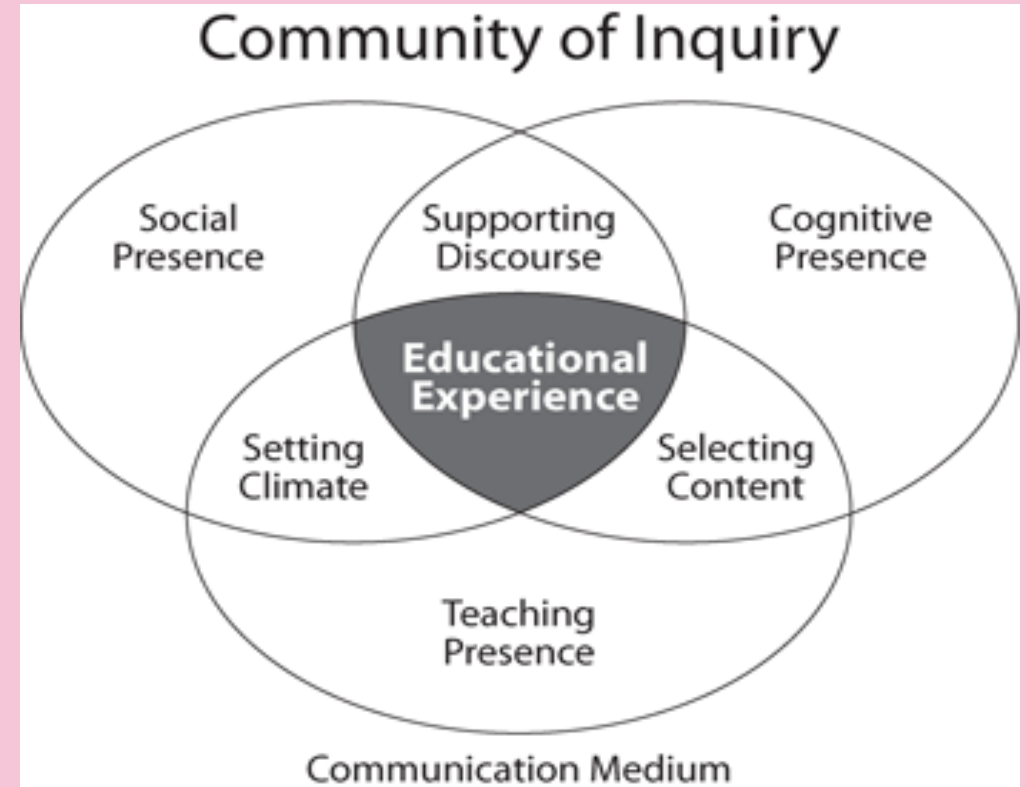 Community of Inquiry
Social
Presence
Supporting
Discourse
Cognitive
Presence
Educational
Experience
Setting
Climate
Selecting
Content
Teaching
Presence
Communication Medium